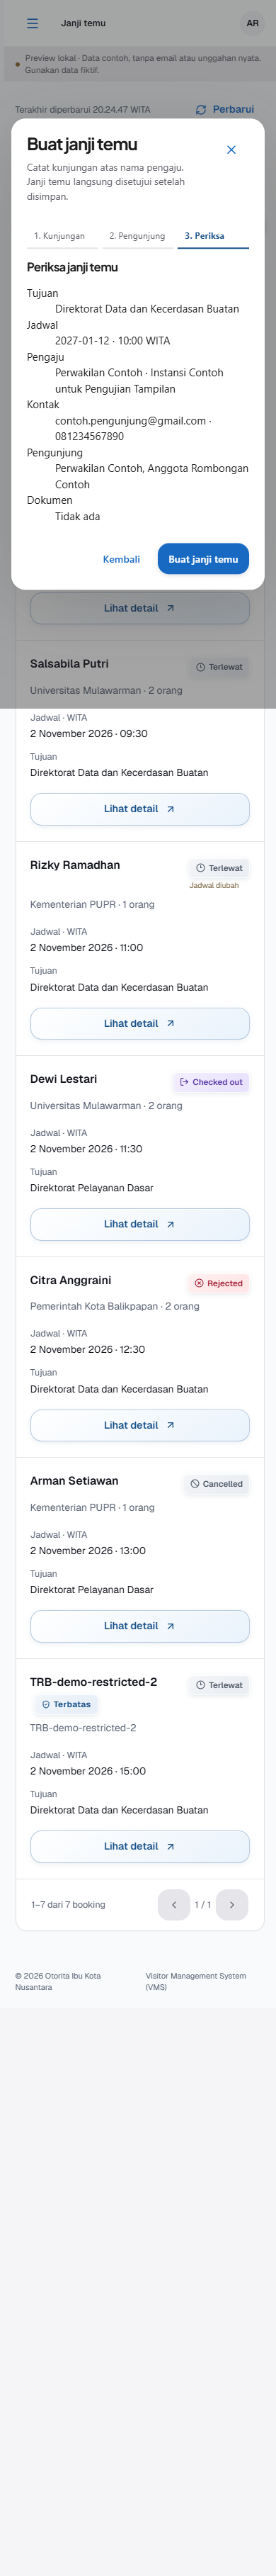 Janji temu
AR
Preview lokal · Data contoh, tanpa email atau unggahan nyata.
Gunakan data fiktif.
Terakhir diperbarui 20.24.47 WITA
Perbarui
Buat janji temu
Catat kunjungan atas nama pengaju.
Janji temu langsung disetujui setelah
disimpan.
1. Kunjungan
2. Pengunjung
3. Periksa
Periksa janji temu
Tujuan
Direktorat Data dan Kecerdasan Buatan
Jadwal
2027-01-12 · 10:00 WITA
Pengaju
Perwakilan Contoh · Instansi Contoh
untuk Pengujian Tampilan
Kontak
contoh.pengunjung@gmail.com ·
081234567890
Pengunjung
Perwakilan Contoh, Anggota Rombongan
Contoh
Dokumen
Tidak ada
Kembali
Buat janji temu
Lihat detail
Salsabila Putri
Terlewat
Universitas Mulawarman · 2 orang
Jadwal · WITA
2 November 2026 · 09:30
Tujuan
Direktorat Data dan Kecerdasan Buatan
Lihat detail
Rizky Ramadhan
Terlewat
Jadwal diubah
Kementerian PUPR · 1 orang
Jadwal · WITA
2 November 2026 · 11:00
Tujuan
Direktorat Data dan Kecerdasan Buatan
Lihat detail
Dewi Lestari
Checked out
Universitas Mulawarman · 2 orang
Jadwal · WITA
2 November 2026 · 11:30
Tujuan
Direktorat Pelayanan Dasar
Lihat detail
Citra Anggraini
Rejected
Pemerintah Kota Balikpapan · 2 orang
Jadwal · WITA
2 November 2026 · 12:30
Tujuan
Direktorat Data dan Kecerdasan Buatan
Lihat detail
Arman Setiawan
Cancelled
Kementerian PUPR · 1 orang
Jadwal · WITA
2 November 2026 · 13:00
Tujuan
Direktorat Pelayanan Dasar
Lihat detail
TRB-demo-restricted-2
Terlewat
Terbatas
TRB-demo-restricted-2
Jadwal · WITA
2 November 2026 · 15:00
Tujuan
Direktorat Data dan Kecerdasan Buatan
Lihat detail
1–7 dari 7 booking
1 / 1
© 2026 Otorita Ibu Kota
Nusantara
Visitor Management System
(VMS)